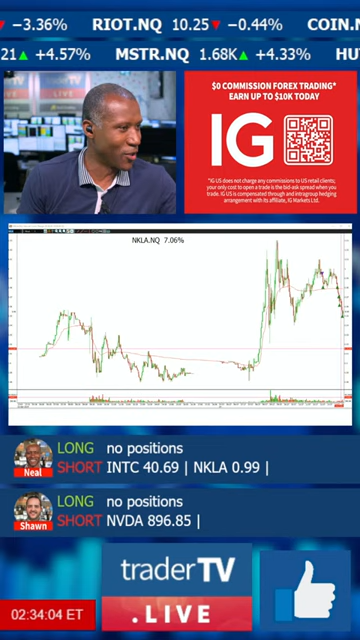 −3.36% RIOT.NQ 10.25 −0.44% COIN.N
21 +4.57% MSTR.NQ 1.68K +4.33% HU
$0 COMMISSION FOREX TRADING*
EARN UP TO $10K TODAY
IG
*IG US does not charge any commissions to US retail clients;
your only cost to open a trade is the bid-ask spread when you
trade. IG US is compensated through and intragroup hedging
arrangement with its affiliate, IG Markets Ltd.
NKLA.NQ 7.06%
LONG no positions
SHORT INTC 40.69 | NKLA 0.99 |
Neal
LONG no positions
SHORT NVDA 896.85 |
Shawn
traderTV
.LIVE
02:34:04 ET